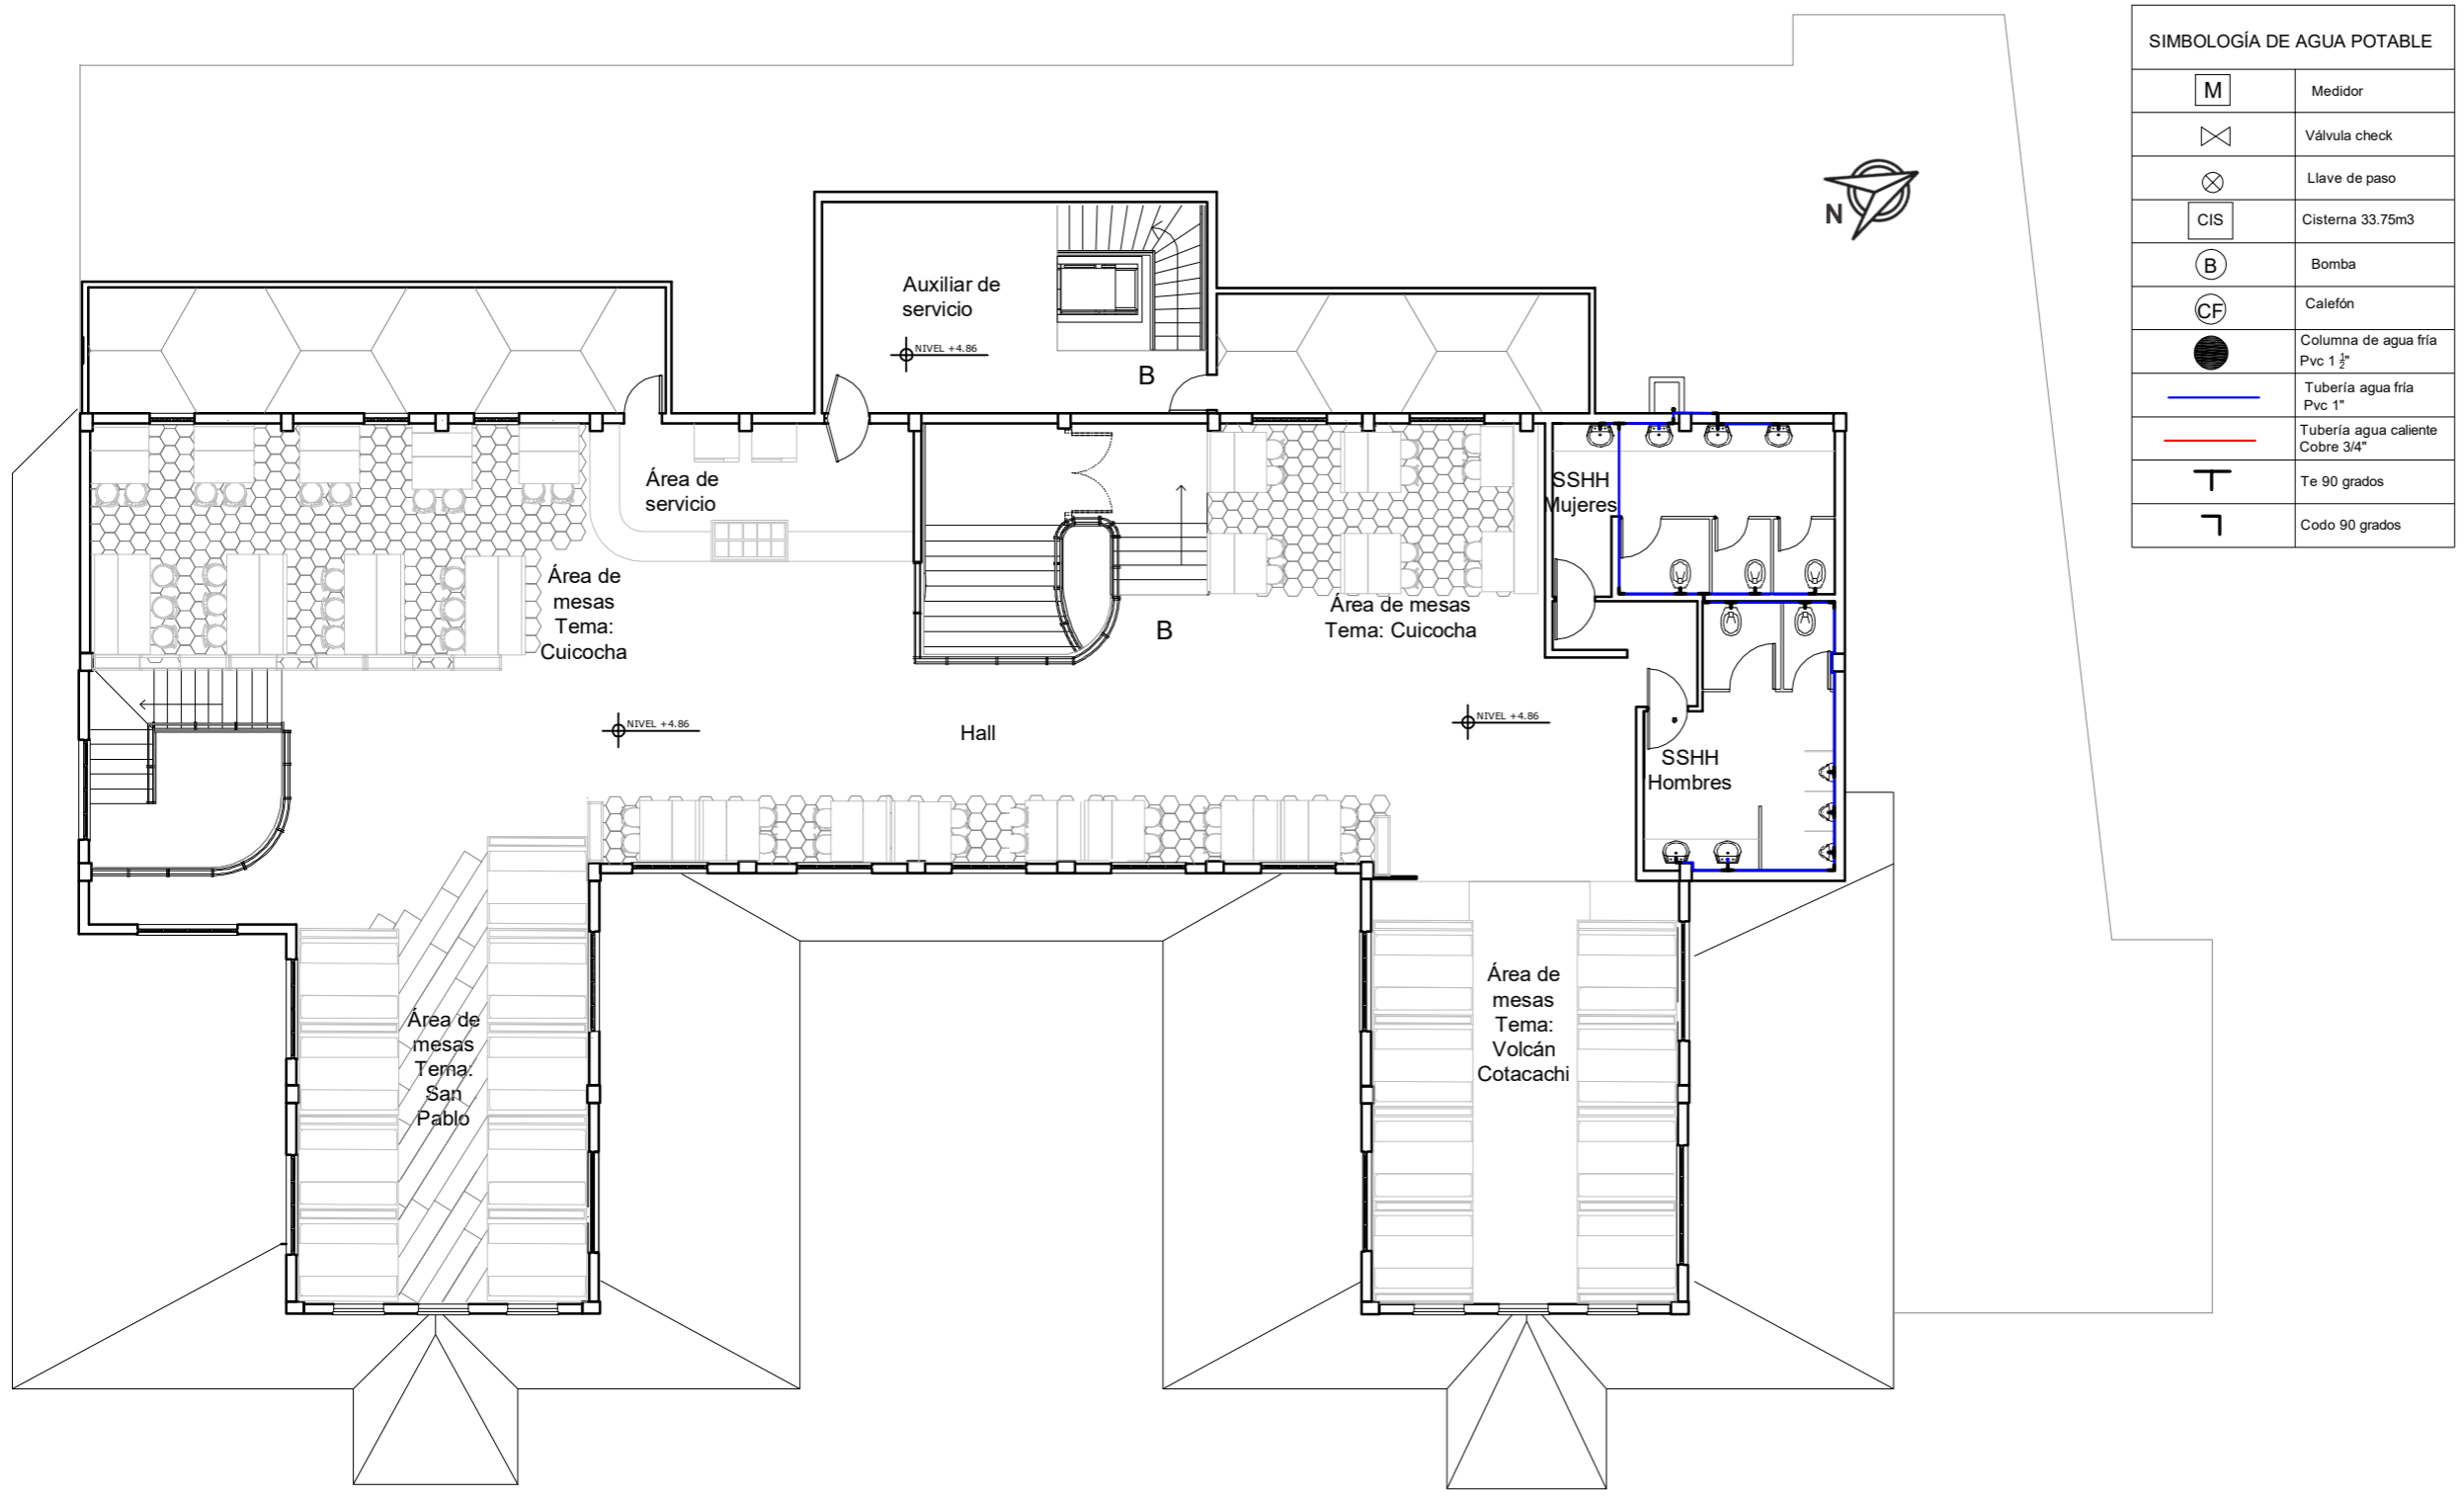 SIMBOLOGÍA DE AGUA POTABLE
M Medidor
Válvula check
Llave de paso
CIS Cisterna 33.75m3
B Bomba
CF Calefón
Columna de agua fría
Pvc 1 ½"
Tubería agua fría
Pvc 1"
Tubería agua caliente
Cobre 3/4"
Te 90 grados
Codo 90 grados
N
Auxiliar de
servicio
NIVEL +4.86
B
Área de
servicio
SSHH
Mujeres
Área de
mesas
Tema:
Cuicocha
Área de mesas
Tema: Cuicocha
B
NIVEL +4.86
Hall
NIVEL +4.86
SSHH
Hombres
Área de
mesas
Tema:
San
Pablo
Área de
mesas
Tema:
Volcán
Cotacachi